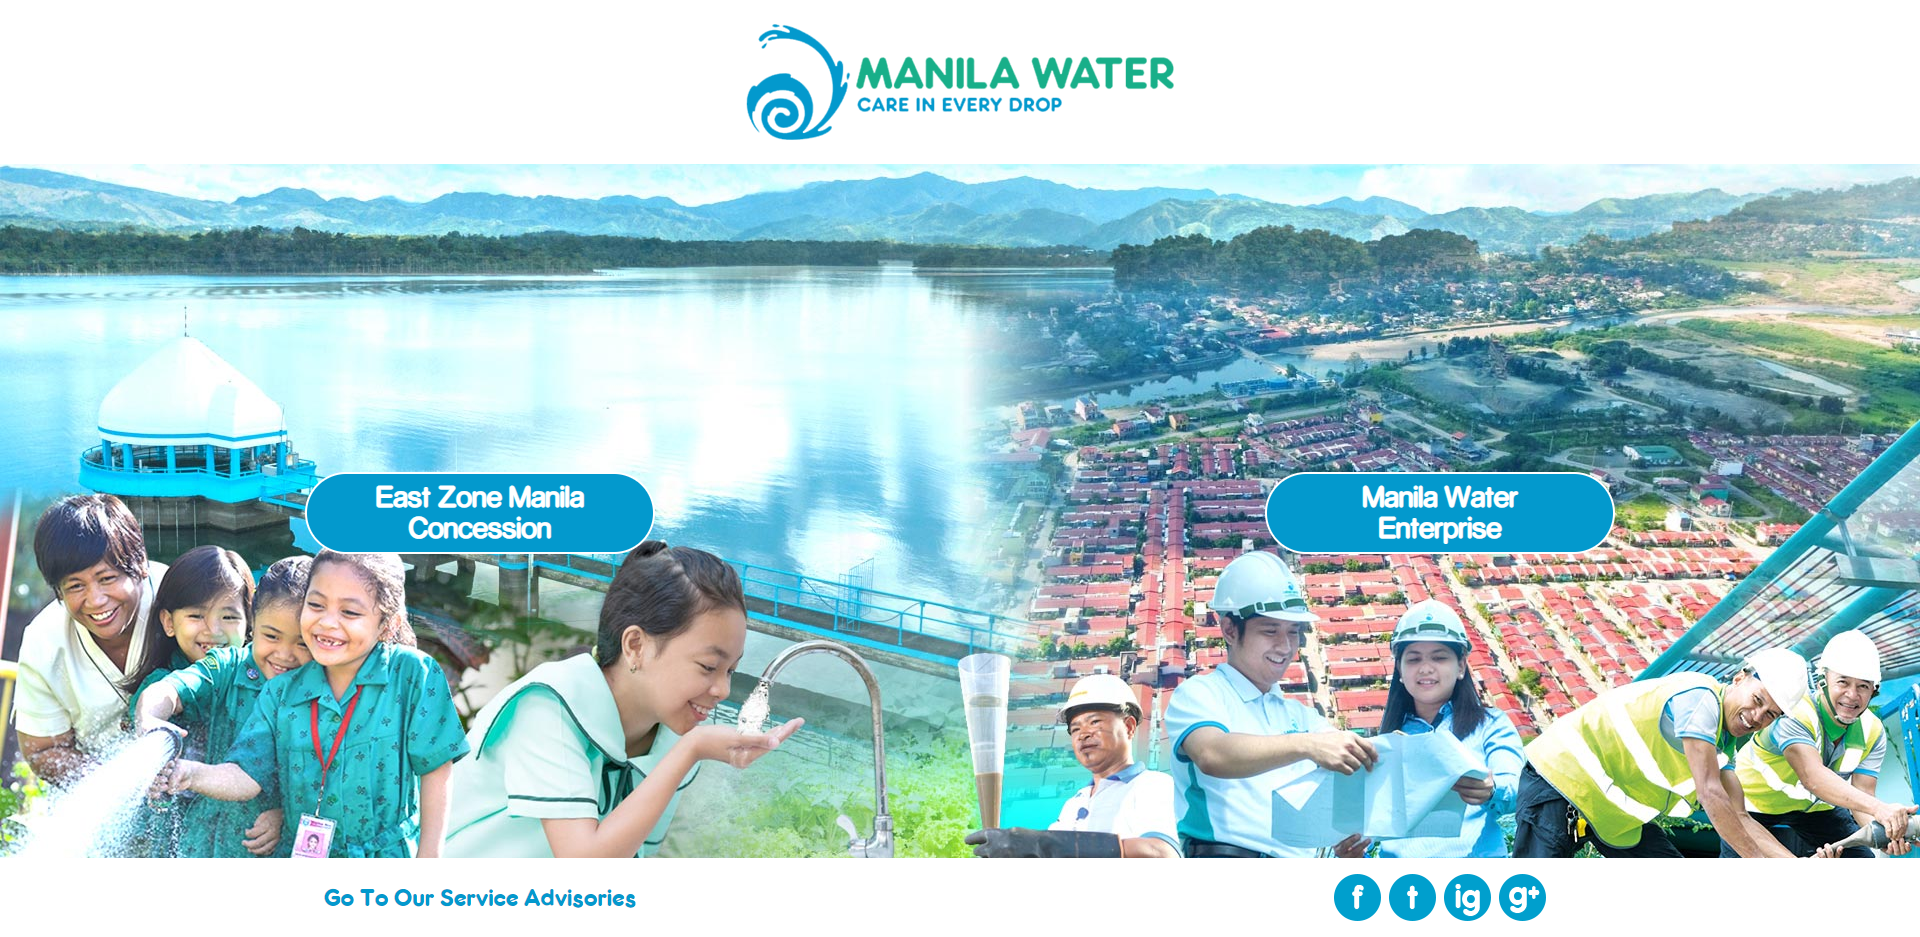 MANILA WATER
CARE IN EVERY DROP
East Zone Manila
Concession
Manila Water
Enterprise
Go To Our Service Advisories
f t ig g+